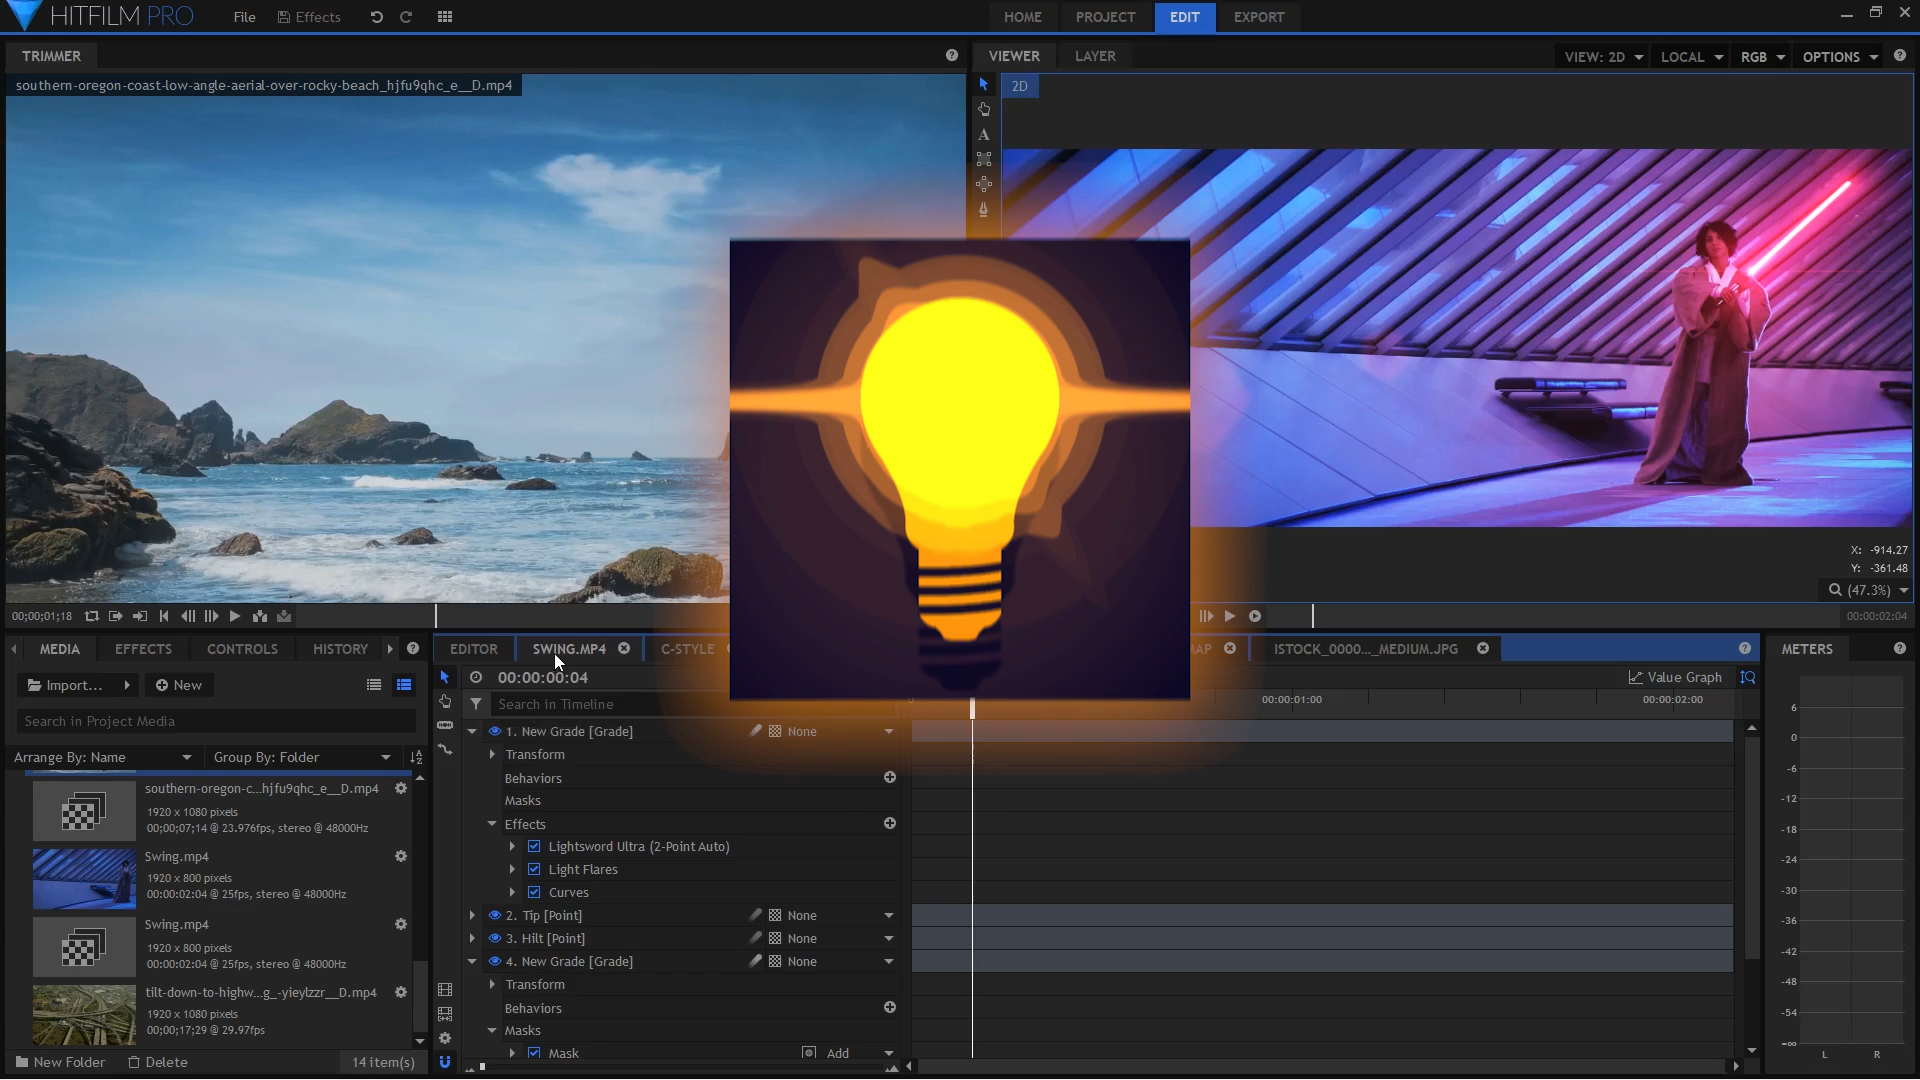 HITFILM PRO
File
Effects
HOME
PROJECT
EDIT
EXPORT
TRIMMER
southern-oregon-coast-low-angle-aerial-over-rocky-beach_hjfu9qhc_e__D.mp4
VIEWER
LAYER
VIEW: 2D
LOCAL
RGB
OPTIONS
2D
X: -914.27
Y: -361.48
(47.3%)
00;00;01;18
00:00:02:04
MEDIA
EFFECTS
CONTROLS
HISTORY
Import...
New
Search in Project Media
Arrange By: Name
Group By: Folder
southern-oregon-c...hjfu9qhc_e__D.mp4
1920 x 1080 pixels
00;00;07;14 @ 23.976fps, stereo @ 48000Hz
Swing.mp4
1920 x 800 pixels
00:00:02:04 @ 25fps, stereo @ 48000Hz
Swing.mp4
1920 x 800 pixels
00:00:02:04 @ 25fps, stereo @ 48000Hz
tilt-down-to-highw...g_-yieylzzr__D.mp4
1920 x 1080 pixels
00;00;17;29 @ 29.97fps
New Folder
Delete
14 item(s)
EDITOR
SWING.MP4
C-STYLE
AP
ISTOCK_0000..._MEDIUM.JPG
00:00:00:04
Value Graph
Search in Timeline
00:00:01:00
00:00:02:00
1. New Grade [Grade]
None
Transform
Behaviors
Masks
Effects
Lightsword Ultra (2-Point Auto)
Light Flares
Curves
2. Tip [Point]
None
3. Hilt [Point]
None
4. New Grade [Grade]
None
Transform
Behaviors
Masks
Mask
Add
METERS
6
0
-6
-12
-18
-24
-30
-36
-42
-48
-54
-∞
L
R